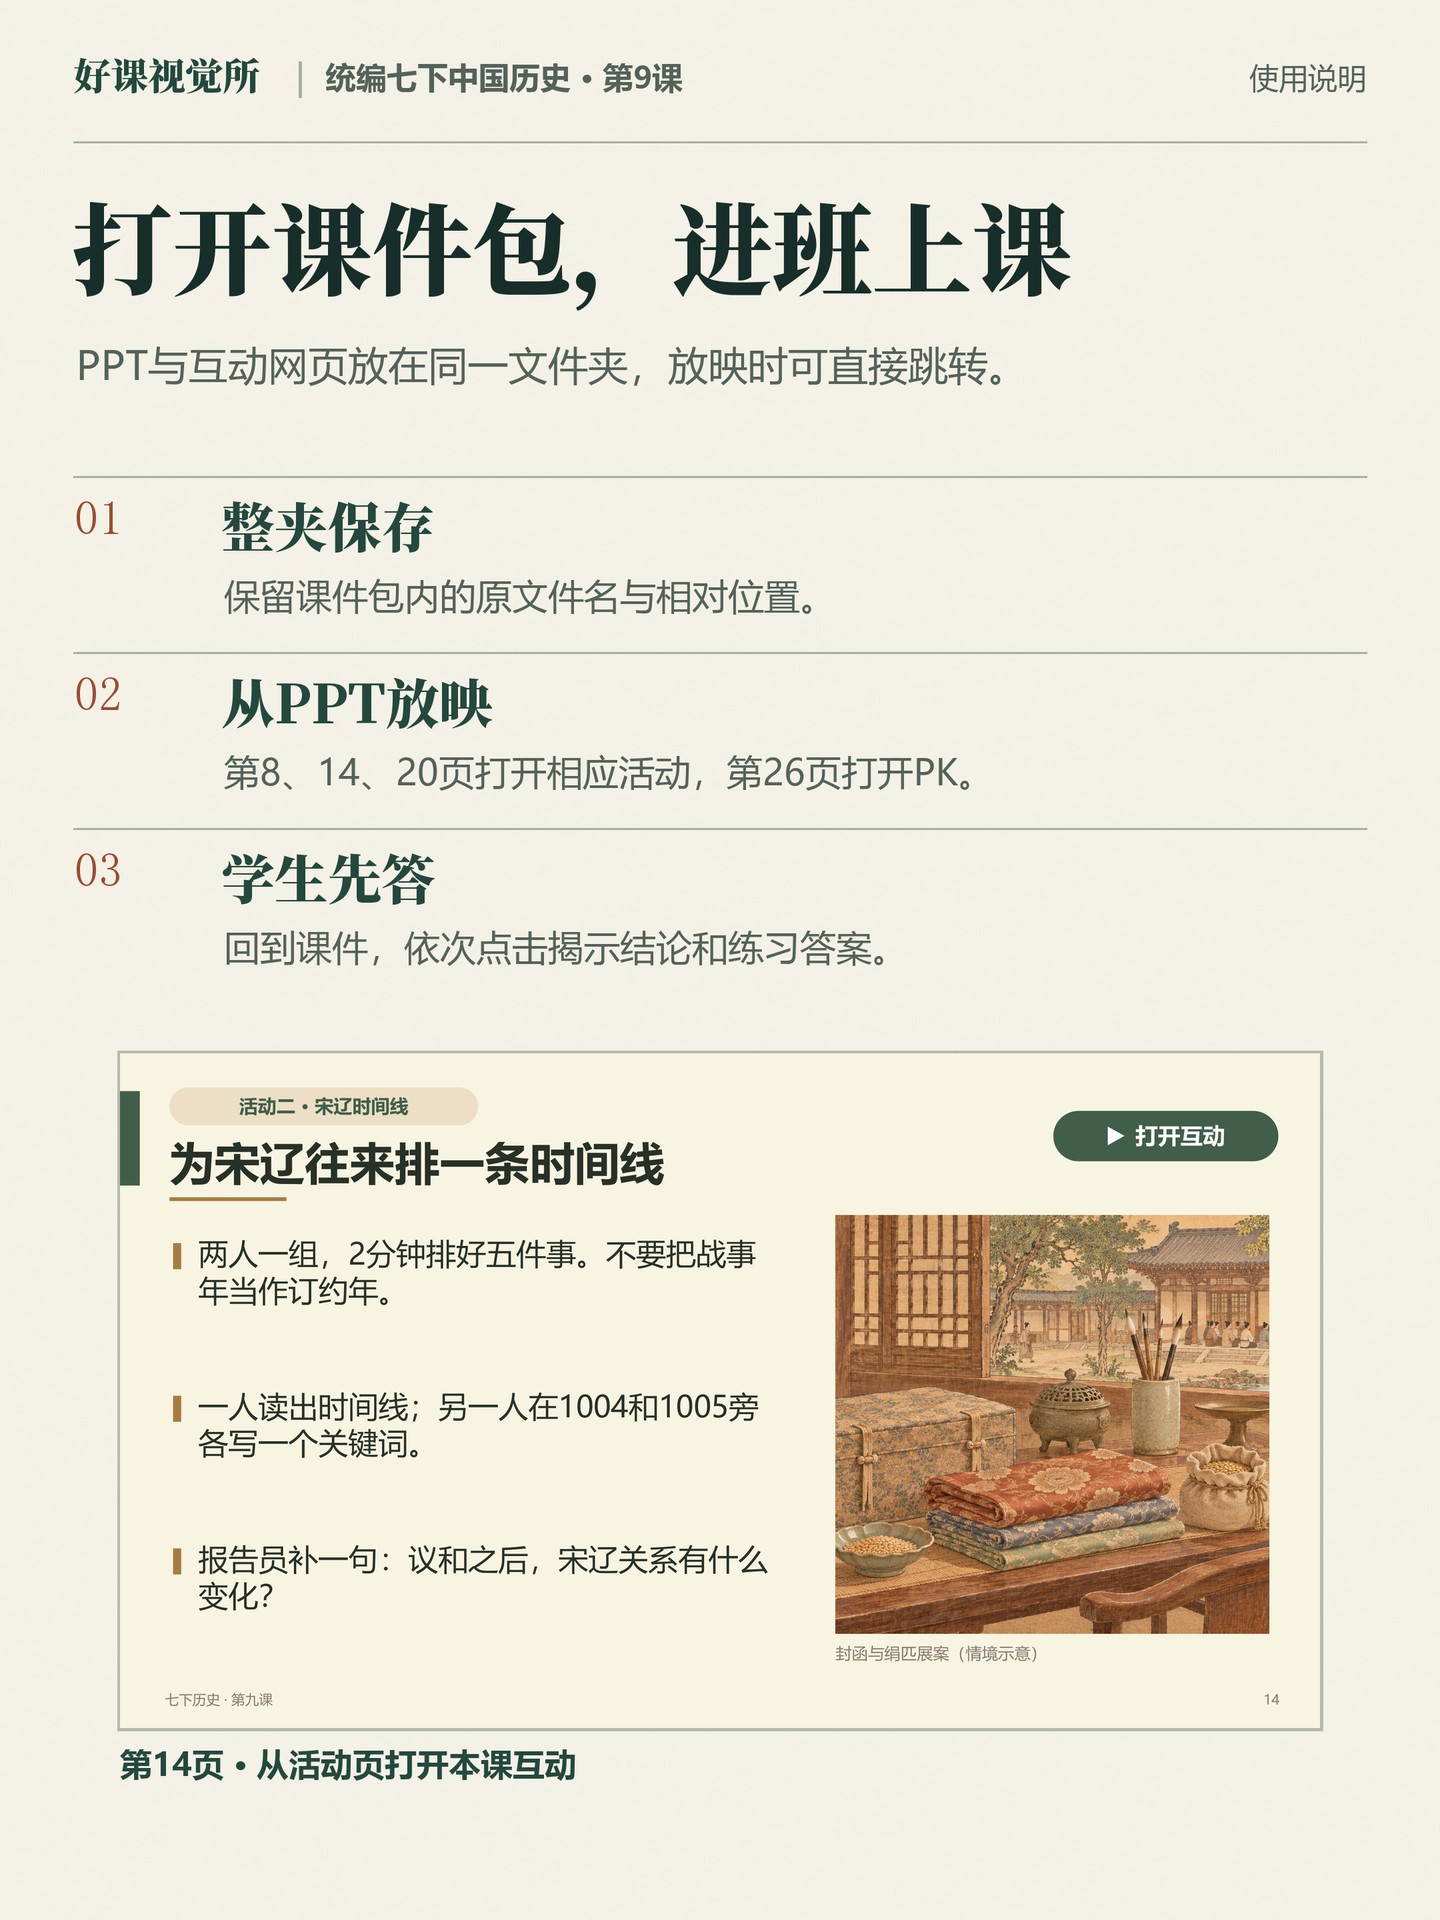 好课视觉所 | 统编七下中国历史·第9课
使用说明
打开课件包，进班上课
PPT与互动网页放在同一文件夹，放映时可直接跳转。
01
整夹保存
保留课件包内的原文件名与相对位置。
02
从PPT放映
第8、14、20页打开相应活动，第26页打开PK。
03
学生先答
回到课件，依次点击揭示结论和练习答案。
活动二·宋辽时间线
为宋辽往来排一条时间线
▶ 打开互动
两人一组，2分钟排好五件事。不要把战事
年当作订约年。
一人读出时间线；另一人在1004和1005旁
各写一个关键词。
报告员补一句：议和之后，宋辽关系有什么
变化？
封函与绢匹展案（情境示意）
七下历史·第九课
14
第14页·从活动页打开本课互动